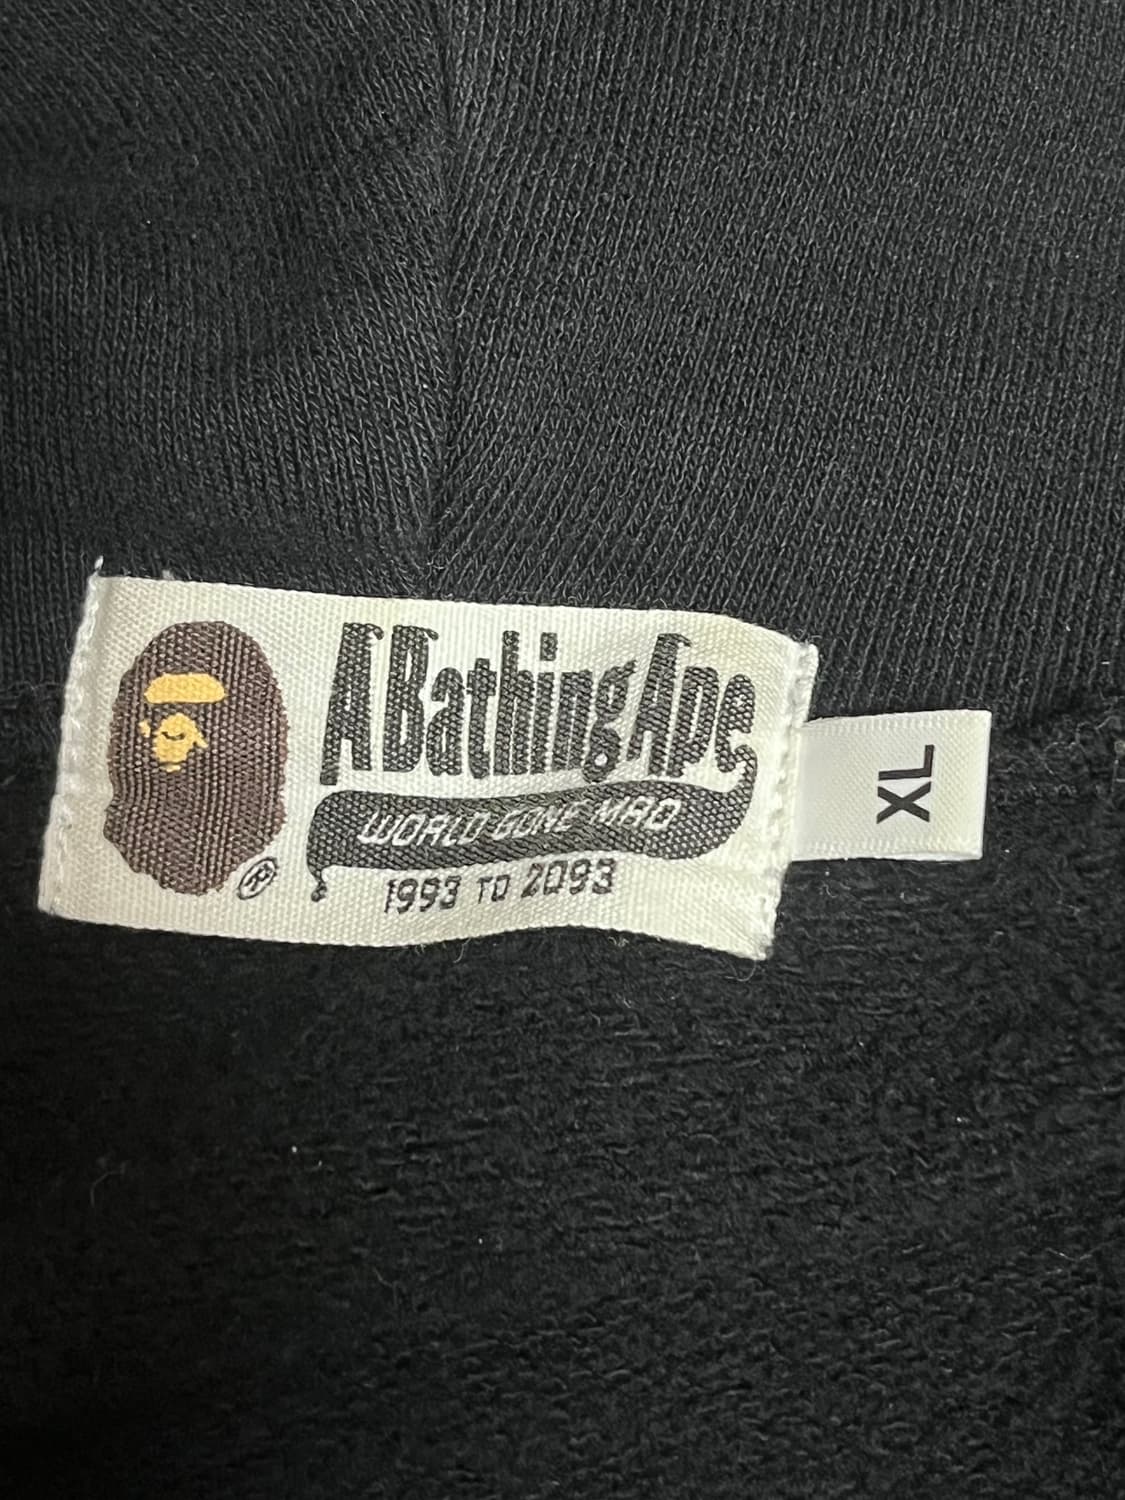 A Bathing Ape
WORLD GONE MAD
1993 TO 2093
®
XL